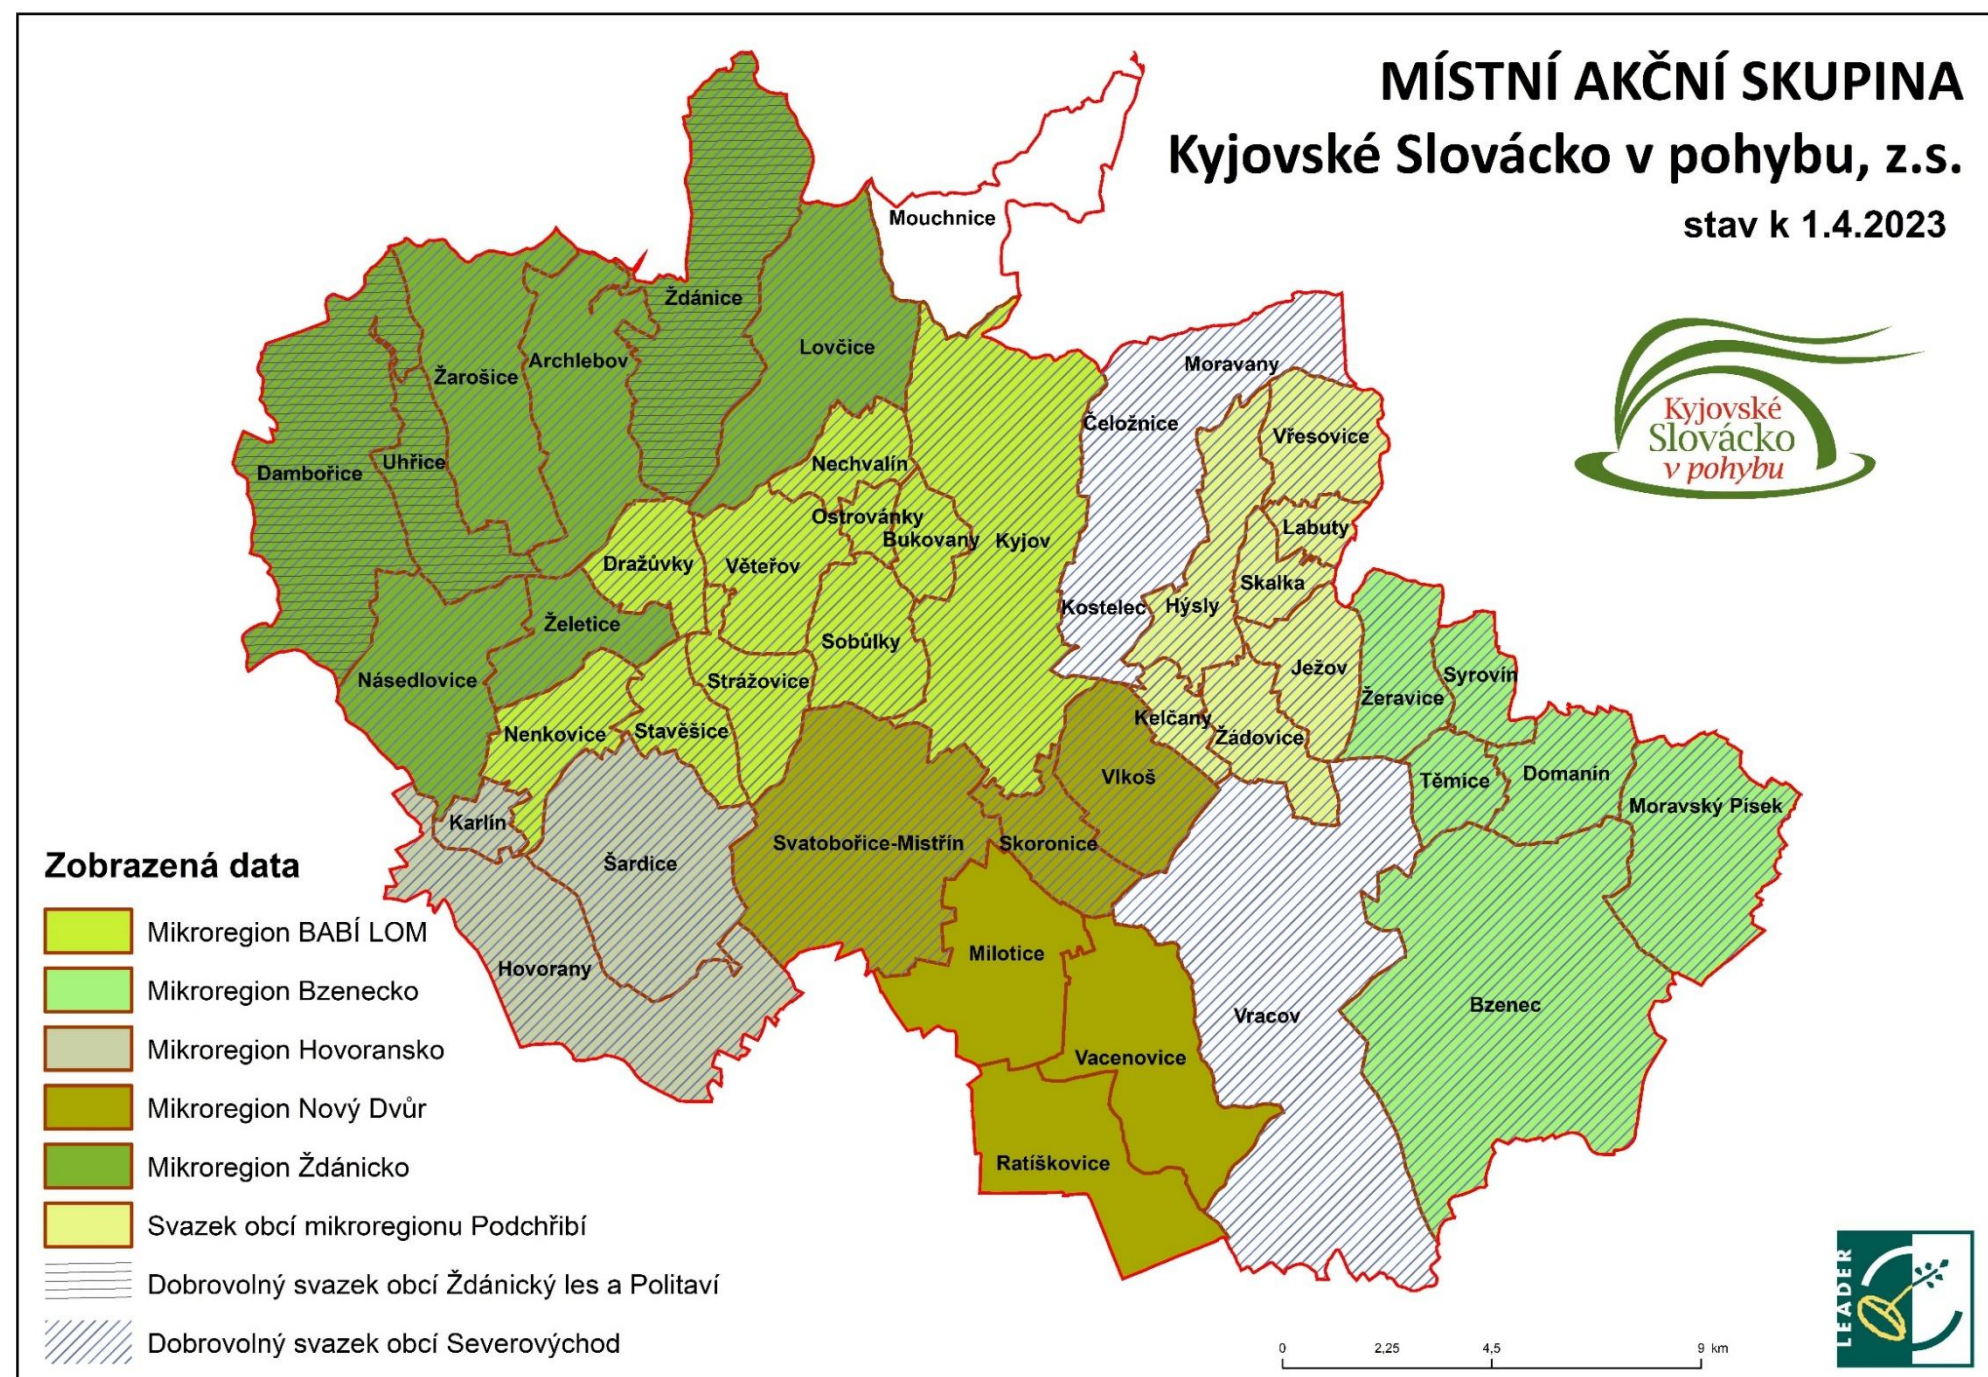 MÍSTNÍ AKČNÍ SKUPINA
Kyjovské Slovácko v pohybu, z.s.
stav k 1.4.2023
Mouchnice
Ždánice
Lovčice
Archlebov
Žarošice
Moravany
Čeložnice
Vřesovice
Kyjovské
Slovácko
v pohybu
Dambořice
Uhřice
Nechvalín
Ostrovánky
Bukovany
Kyjov
Labuty
Dražůvky
Věteřov
Skalka
Kostelec
Hýsly
Želetice
Sobůlky
Násedlovice
Strážovice
Ježov
Syrovín
Žeravice
Nenkovice
Stavěšice
Kelčany
Žádovice
Vlkoš
Těmice
Domanín
Moravský Písek
Karlín
Šardice
Svatobořice-Mistřín
Skoronice
Hovorany
Milotice
Vracov
Bzenec
Vacenovice
Ratíškovice
Zobrazená data
Mikroregion BABÍ LOM
Mikroregion Bzenecko
Mikroregion Hovoransko
Mikroregion Nový Dvůr
Mikroregion Ždánicko
Svazek obcí mikroregionu Podchřibí
Dobrovolný svazek obcí Ždánický les a Politaví
Dobrovolný svazek obcí Severovýchod
0 2,25 4,5 9 km
LEADER